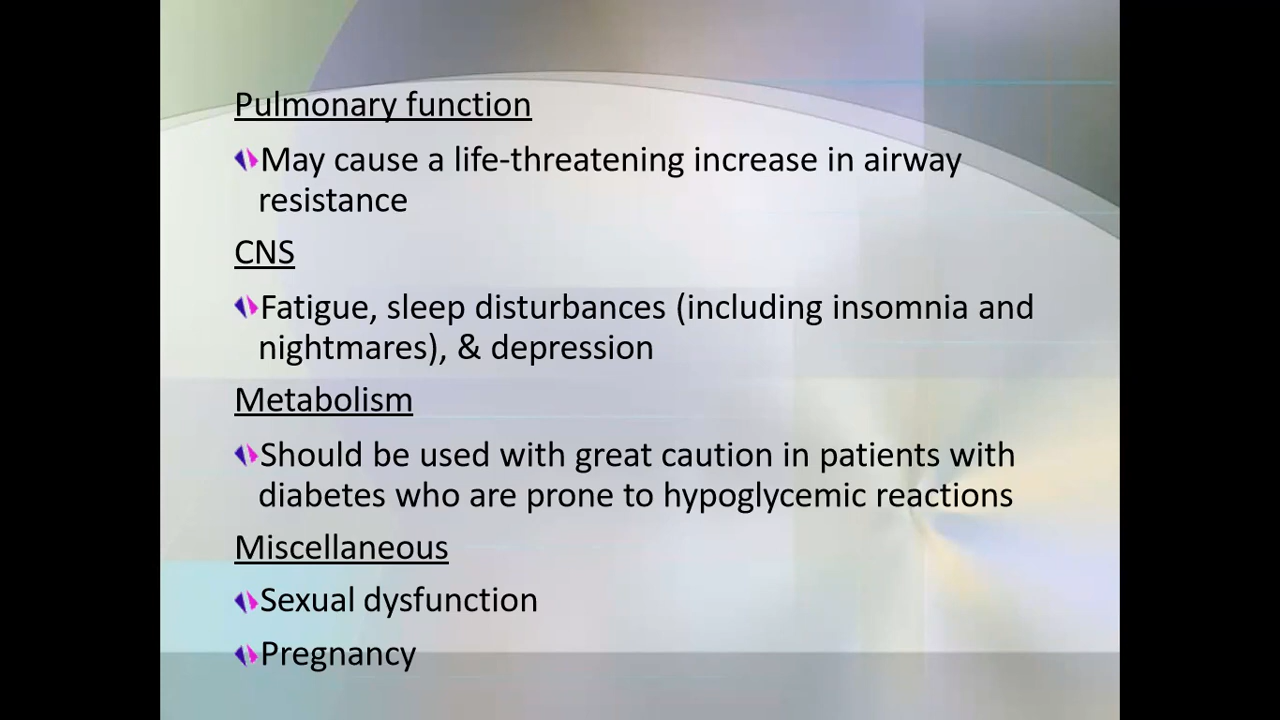 Pulmonary function
May cause a life-threatening increase in airway
resistance
CNS
Fatigue, sleep disturbances (including insomnia and
nightmares), & depression
Metabolism
Should be used with great caution in patients with
diabetes who are prone to hypoglycemic reactions
Miscellaneous
Sexual dysfunction
Pregnancy